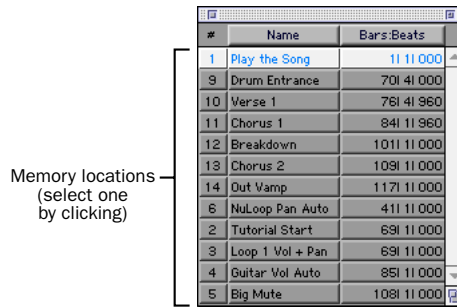 # Name Bars:Beats
1 Play the Song 1| 1| 000
9 Drum Entrance 70| 4| 000
10 Verse 1 76| 4| 960
11 Chorus 1 84| 1| 960
12 Breakdown 101| 1| 000
13 Chorus 2 109| 1| 000
14 Out Vamp 117| 1| 000
6 NuLoop Pan Auto 41| 1| 000
2 Tutorial Start 69| 1| 000
3 Loop 1 Vol + Pan 69| 1| 000
4 Guitar Vol Auto 85| 1| 000
5 Big Mute 108| 1| 000
Memory locations
(select one
by clicking)